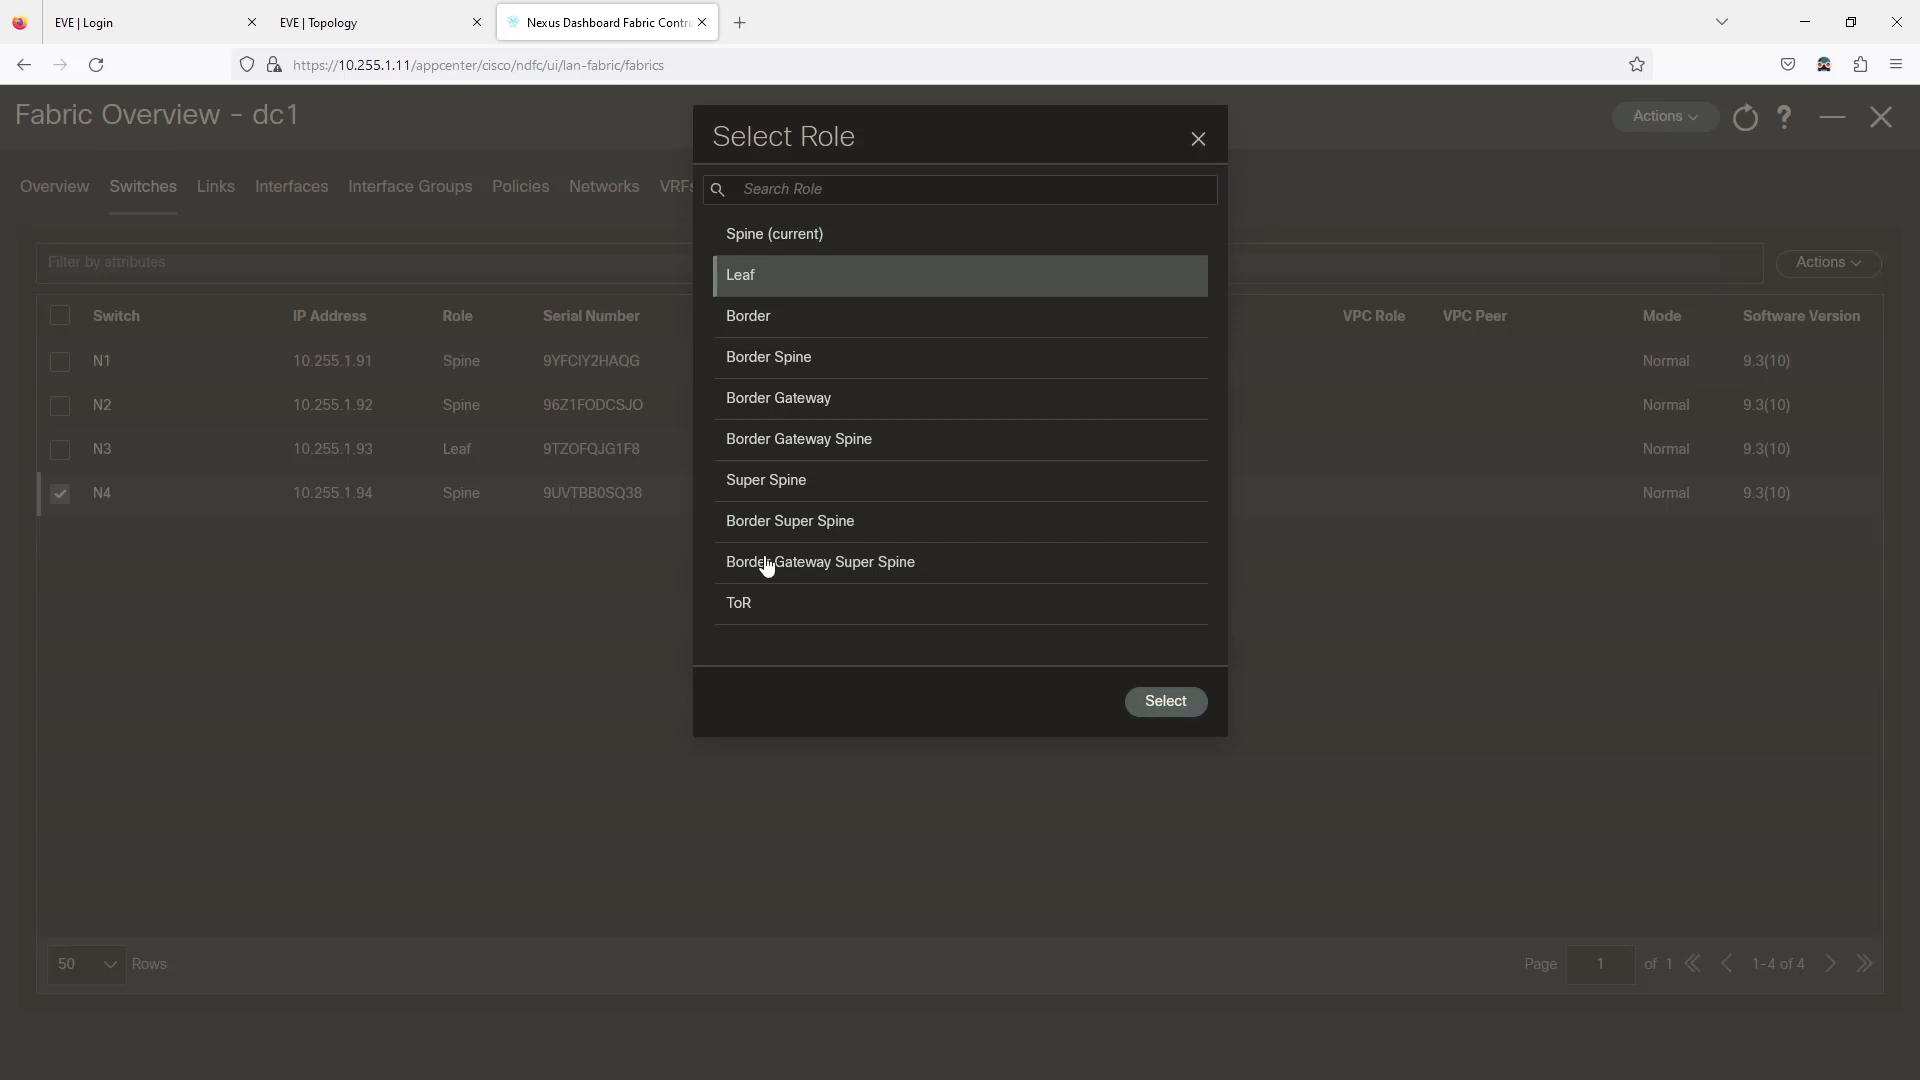 EVE | Login
EVE | Topology
Nexus Dashboard Fabric Contr
https://10.255.1.11/appcenter/cisco/ndfc/ui/lan-fabric/fabrics
Fabric Overview - dc1
Actions
Overview Switches Links Interfaces Interface Groups Policies Networks VRFs
Filter by attributes
Actions
Switch IP Address Role Serial Number VPC Role VPC Peer Mode Software Version
N1 10.255.1.91 Spine 9YFCIY2HAQG Normal 9.3(10)
N2 10.255.1.92 Spine 96Z1FODCSJO Normal 9.3(10)
N3 10.255.1.93 Leaf 9TZOFQJG1F8 Normal 9.3(10)
N4 10.255.1.94 Spine 9UVTBB0SQ38 Normal 9.3(10)
Select Role
Search Role
Spine (current)
Leaf
Border
Border Spine
Border Gateway
Border Gateway Spine
Super Spine
Border Super Spine
Border Gateway Super Spine
ToR
Select
50 Rows
Page 1 of 1 1-4 of 4